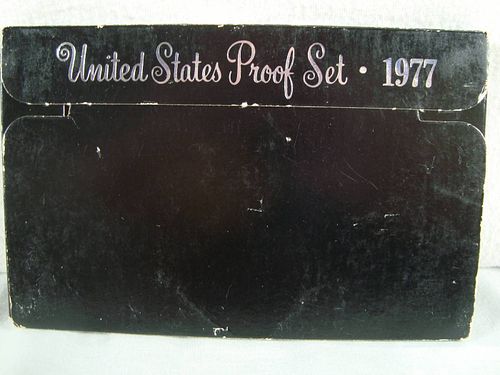 United States Proof Set · 1977